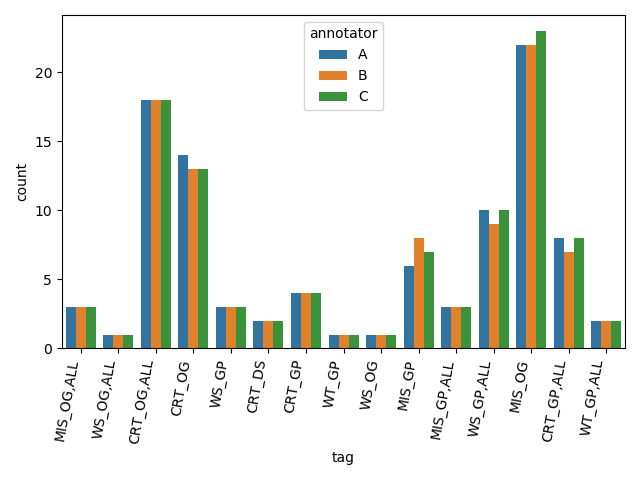 annotator
A
B
C
count
20
15
10
5
0
MIS_OG,ALL
WS_OG,ALL
CRT_OG,ALL
CRT_OG
WS_GP
CRT_DS
CRT_GP
WT_GP
WS_OG
MIS_GP
MIS_GP,ALL
WS_GP,ALL
MIS_OG
CRT_GP,ALL
WT_GP,ALL
tag